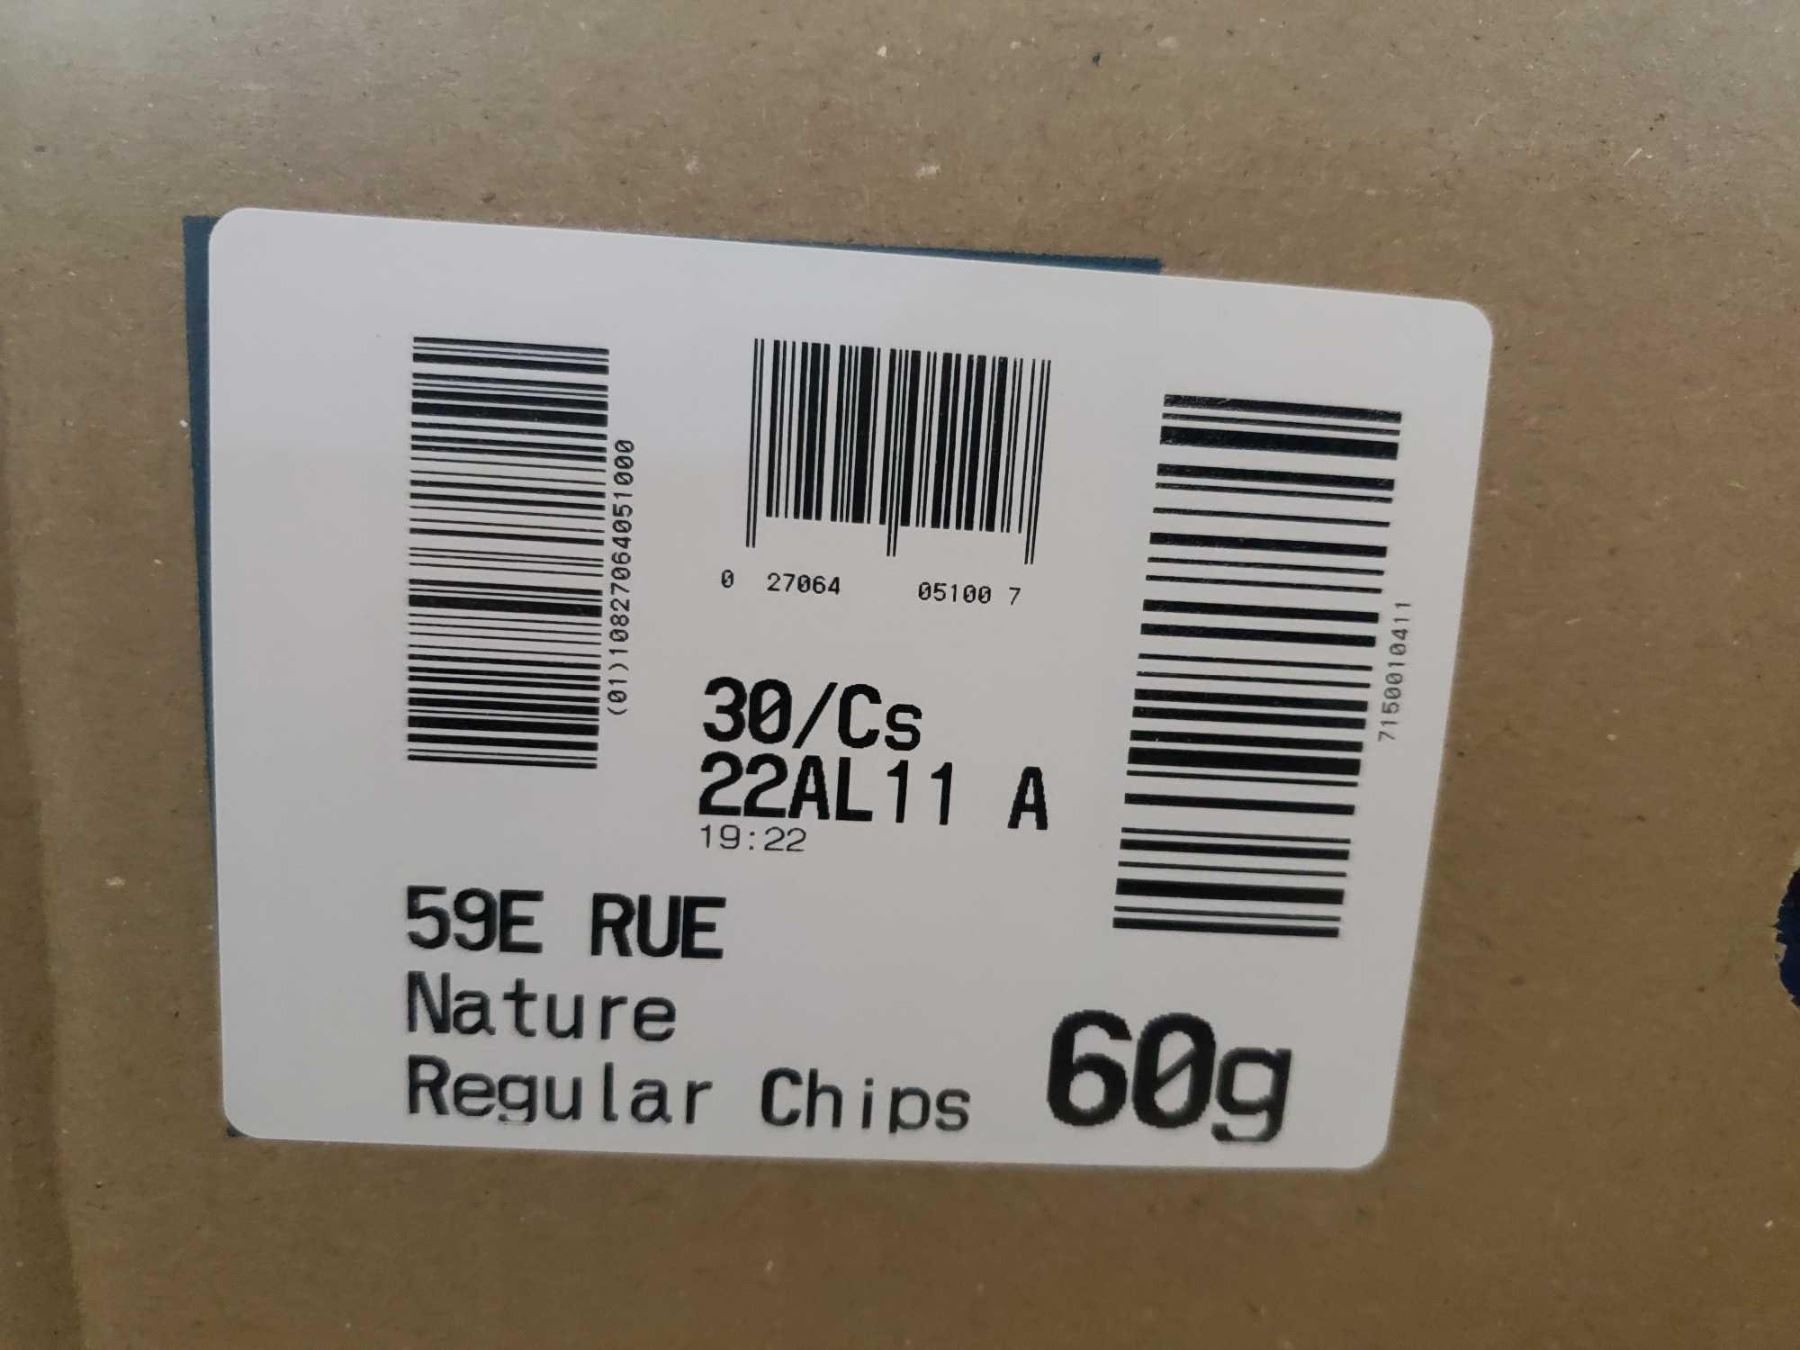 (01)10827064051000
0 27064 05100 7
7150010411
30/Cs
22AL11 A
19:22
59E RUE
Nature
Regular Chips
60g